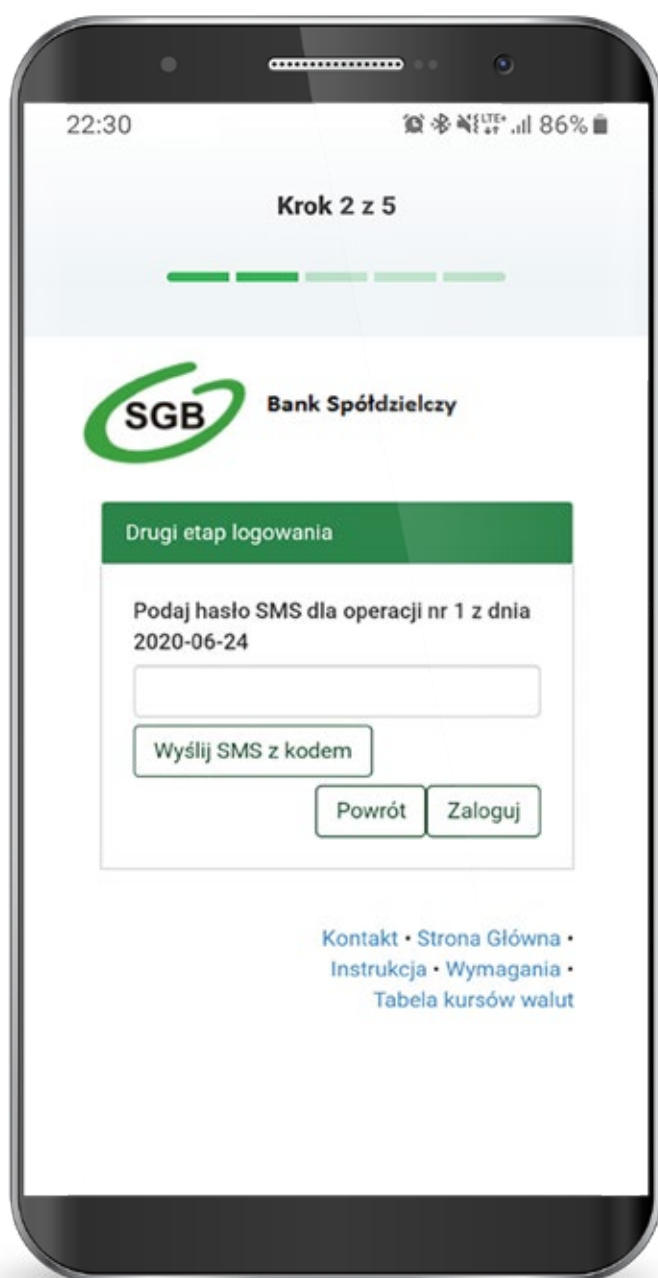 22:30 LTE+ 86%
Krok 2 z 5
SGB
Bank Spółdzielczy
Drugi etap logowania
Podaj hasło SMS dla operacji nr 1 z dnia
2020-06-24
Wyślij SMS z kodem
Powrót Zaloguj
Kontakt • Strona Główna •
Instrukcja • Wymagania •
Tabela kursów walut